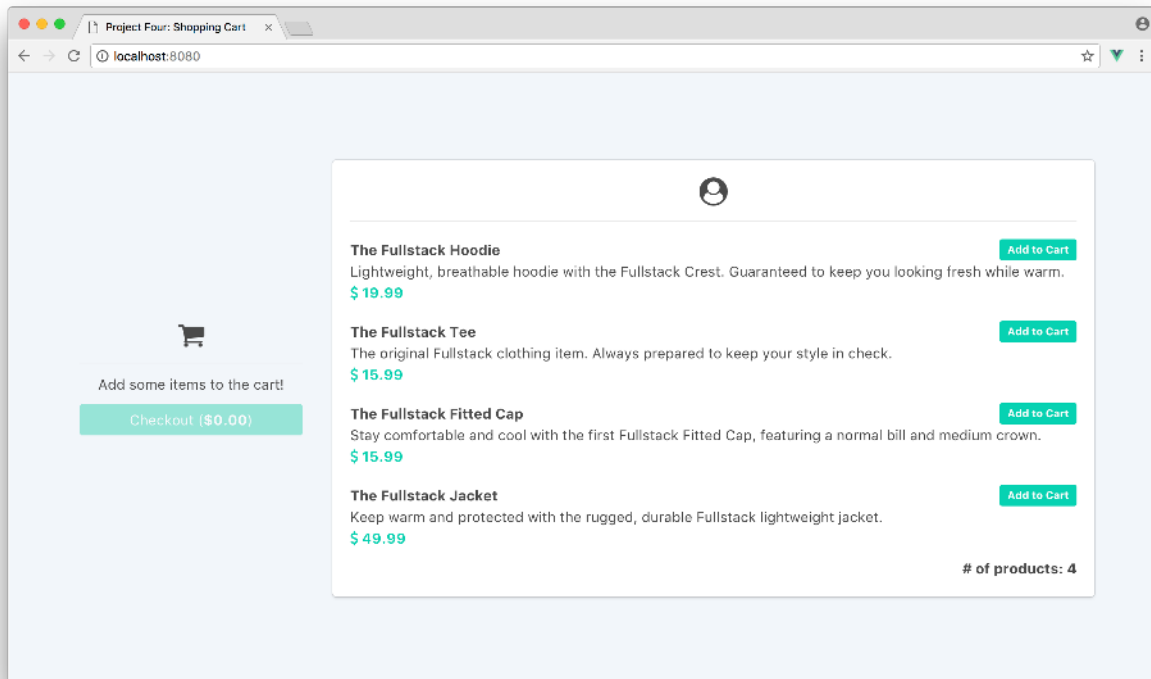 Project Four: Shopping Cart
localhost:8080
Add some items to the cart!
Checkout ($0.00)
The Fullstack Hoodie
Add to Cart
Lightweight, breathable hoodie with the Fullstack Crest. Guaranteed to keep you looking fresh while warm.
$ 19.99
The Fullstack Tee
Add to Cart
The original Fullstack clothing item. Always prepared to keep your style in check.
$ 15.99
The Fullstack Fitted Cap
Add to Cart
Stay comfortable and cool with the first Fullstack Fitted Cap, featuring a normal bill and medium crown.
$ 15.99
The Fullstack Jacket
Add to Cart
Keep warm and protected with the rugged, durable Fullstack lightweight jacket.
$ 49.99
# of products: 4